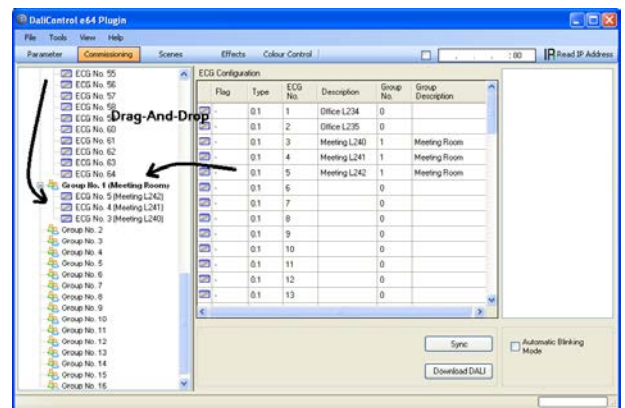 DaliControl e64 Plugin
File Tools View Help
Parameter Commissioning Scenes Effects Colour Control . . . : 80 IP Read IP Address
ECG No. 55
ECG No. 56
ECG No. 57
ECG No. 58
ECG No. 59
Drag-And-Drop
ECG No. 60
ECG No. 61
ECG No. 62
ECG No. 63
ECG No. 64
Group No. 1 (Meeting Room)
ECG No. 5 (Meeting L242)
ECG No. 4 (Meeting L241)
ECG No. 3 (Meeting L240)
Group No. 2
Group No. 3
Group No. 4
Group No. 5
Group No. 6
Group No. 7
Group No. 8
Group No. 9
Group No. 10
Group No. 11
Group No. 12
Group No. 13
Group No. 14
Group No. 15
Group No. 16
ECG Configuration
Flag Type ECG No. Description Group No. Group Description
- 0.1 1 Office L234 0
- 0.1 2 Office L235 0
- 0.1 3 Meeting L240 1 Meeting Room
- 0.1 4 Meeting L241 1 Meeting Room
- 0.1 5 Meeting L242 1 Meeting Room
- 0.1 6 0
- 0.1 7 0
- 0.1 8 0
- 0.1 9 0
- 0.1 10 0
- 0.1 11 0
- 0.1 12 0
- 0.1 13 0
Sync
Download DALI
Automatic Blinking
Mode